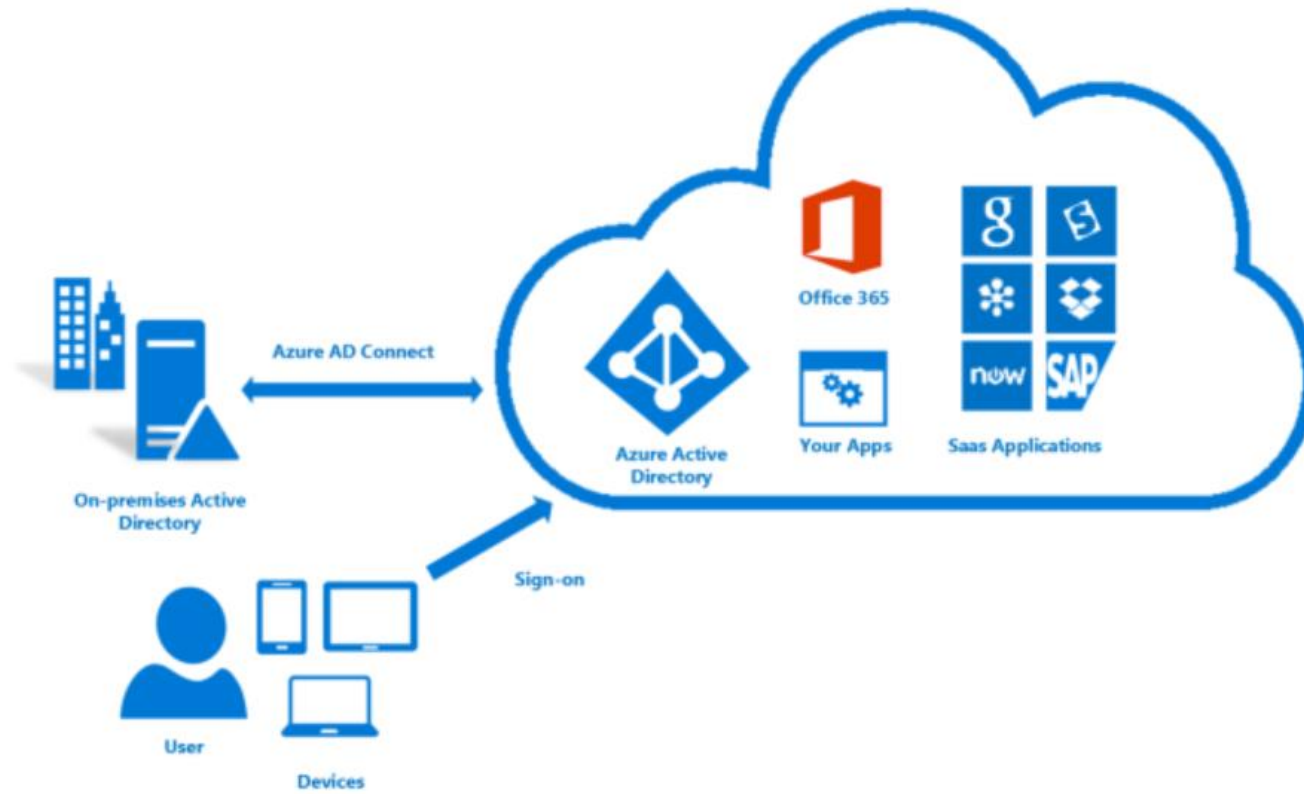 Office 365
g
S
Azure AD Connect
now
SAP
Your Apps
Saas Applications
Azure Active
Directory
On-premises Active
Directory
Sign-on
User
Devices